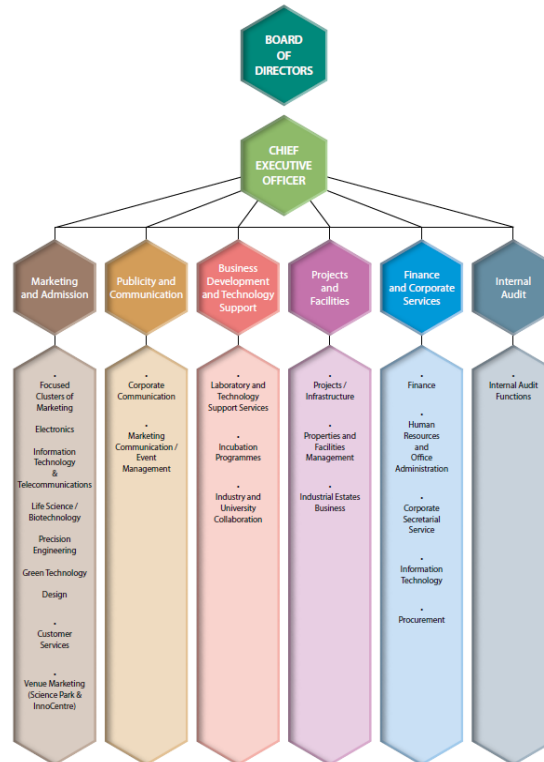 BOARD
OF
DIRECTORS
CHIEF
EXECUTIVE
OFFICER
Marketing
and Admission
Publicity and
Communication
Business
Development
and Technology
Support
Projects
and
Facilities
Finance
and Corporate
Services
Internal
Audit
•
Focused
Clusters of
Marketing
Electronics
Information
Technology
&
Telecommunications
Life Science /
Biotechnology
Precision
Engineering
Green Technology
Design
•
Customer
Services
•
Venue Marketing
(Science Park &
InnoCentre)
•
Corporate
Communication
•
Marketing
Communication /
Event
Management
•
Laboratory and
Technology
Support Services
•
Incubation
Programmes
•
Industry and
University
Collaboration
•
Projects /
Infrastructure
•
Properties and
Facilities
Management
•
Industrial Estates
Business
•
Finance
•
Human
Resources
and
Office
Administration
•
Corporate
Secretarial
Service
•
Information
Technology
•
Procurement
•
Internal Audit
Functions